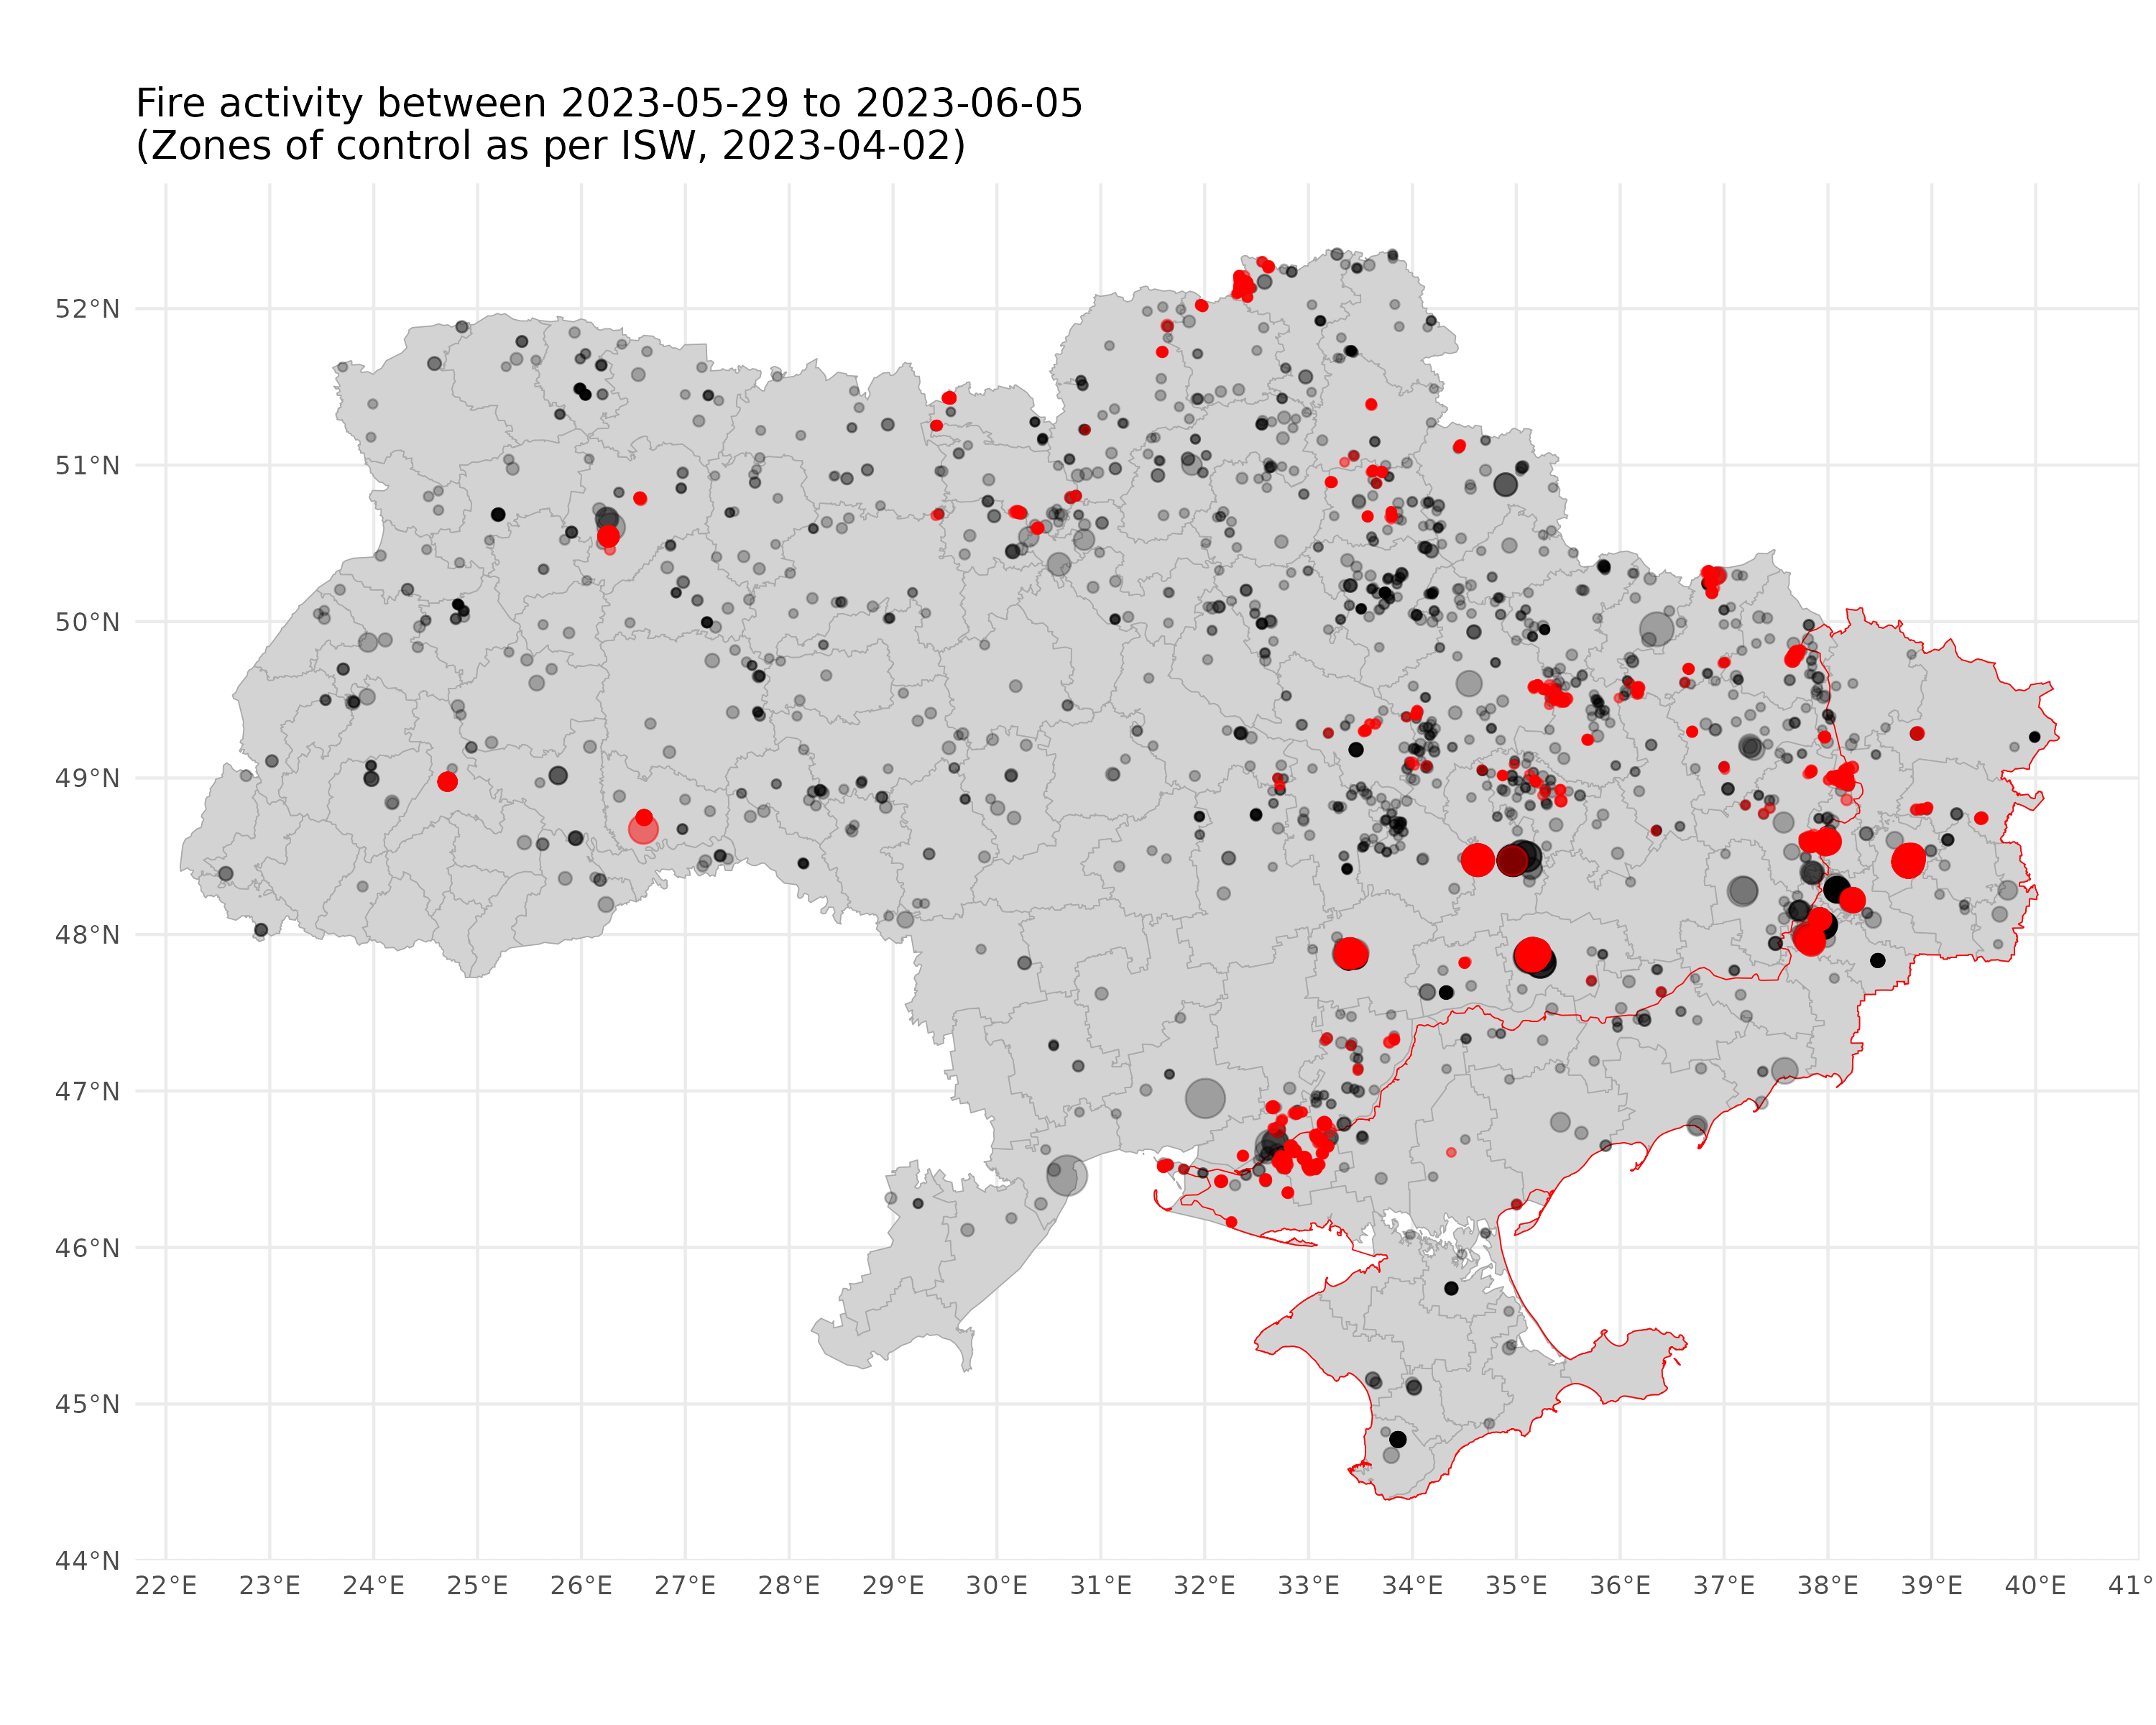 Fire activity between 2023-05-29 to 2023-06-05
(Zones of control as per ISW, 2023-04-02)
52°N
51°N
50°N
49°N
48°N
47°N
46°N
45°N
44°N
22°E 23°E 24°E 25°E 26°E 27°E 28°E 29°E 30°E 31°E 32°E 33°E 34°E 35°E 36°E 37°E 38°E 39°E 40°E 41°